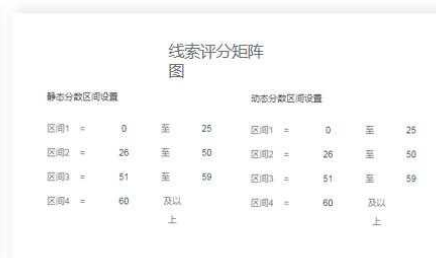 线索评分矩阵
图
静态分数区间设置
区间1 = 0 至 25
区间2 = 26 至 50
区间3 = 51 至 59
区间4 = 60 及以
上
动态分数区间设置
区间1 = 0 至 25
区间2 = 26 至 50
区间3 = 51 至 59
区间4 = 60 及以
上